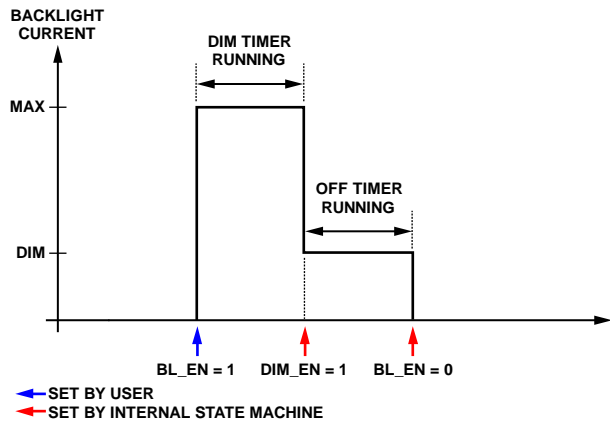 BACKLIGHT
CURRENT
DIM TIMER
RUNNING
MAX
OFF TIMER
RUNNING
DIM
BL_EN = 1
DIM_EN = 1
BL_EN = 0
SET BY USER
SET BY INTERNAL STATE MACHINE